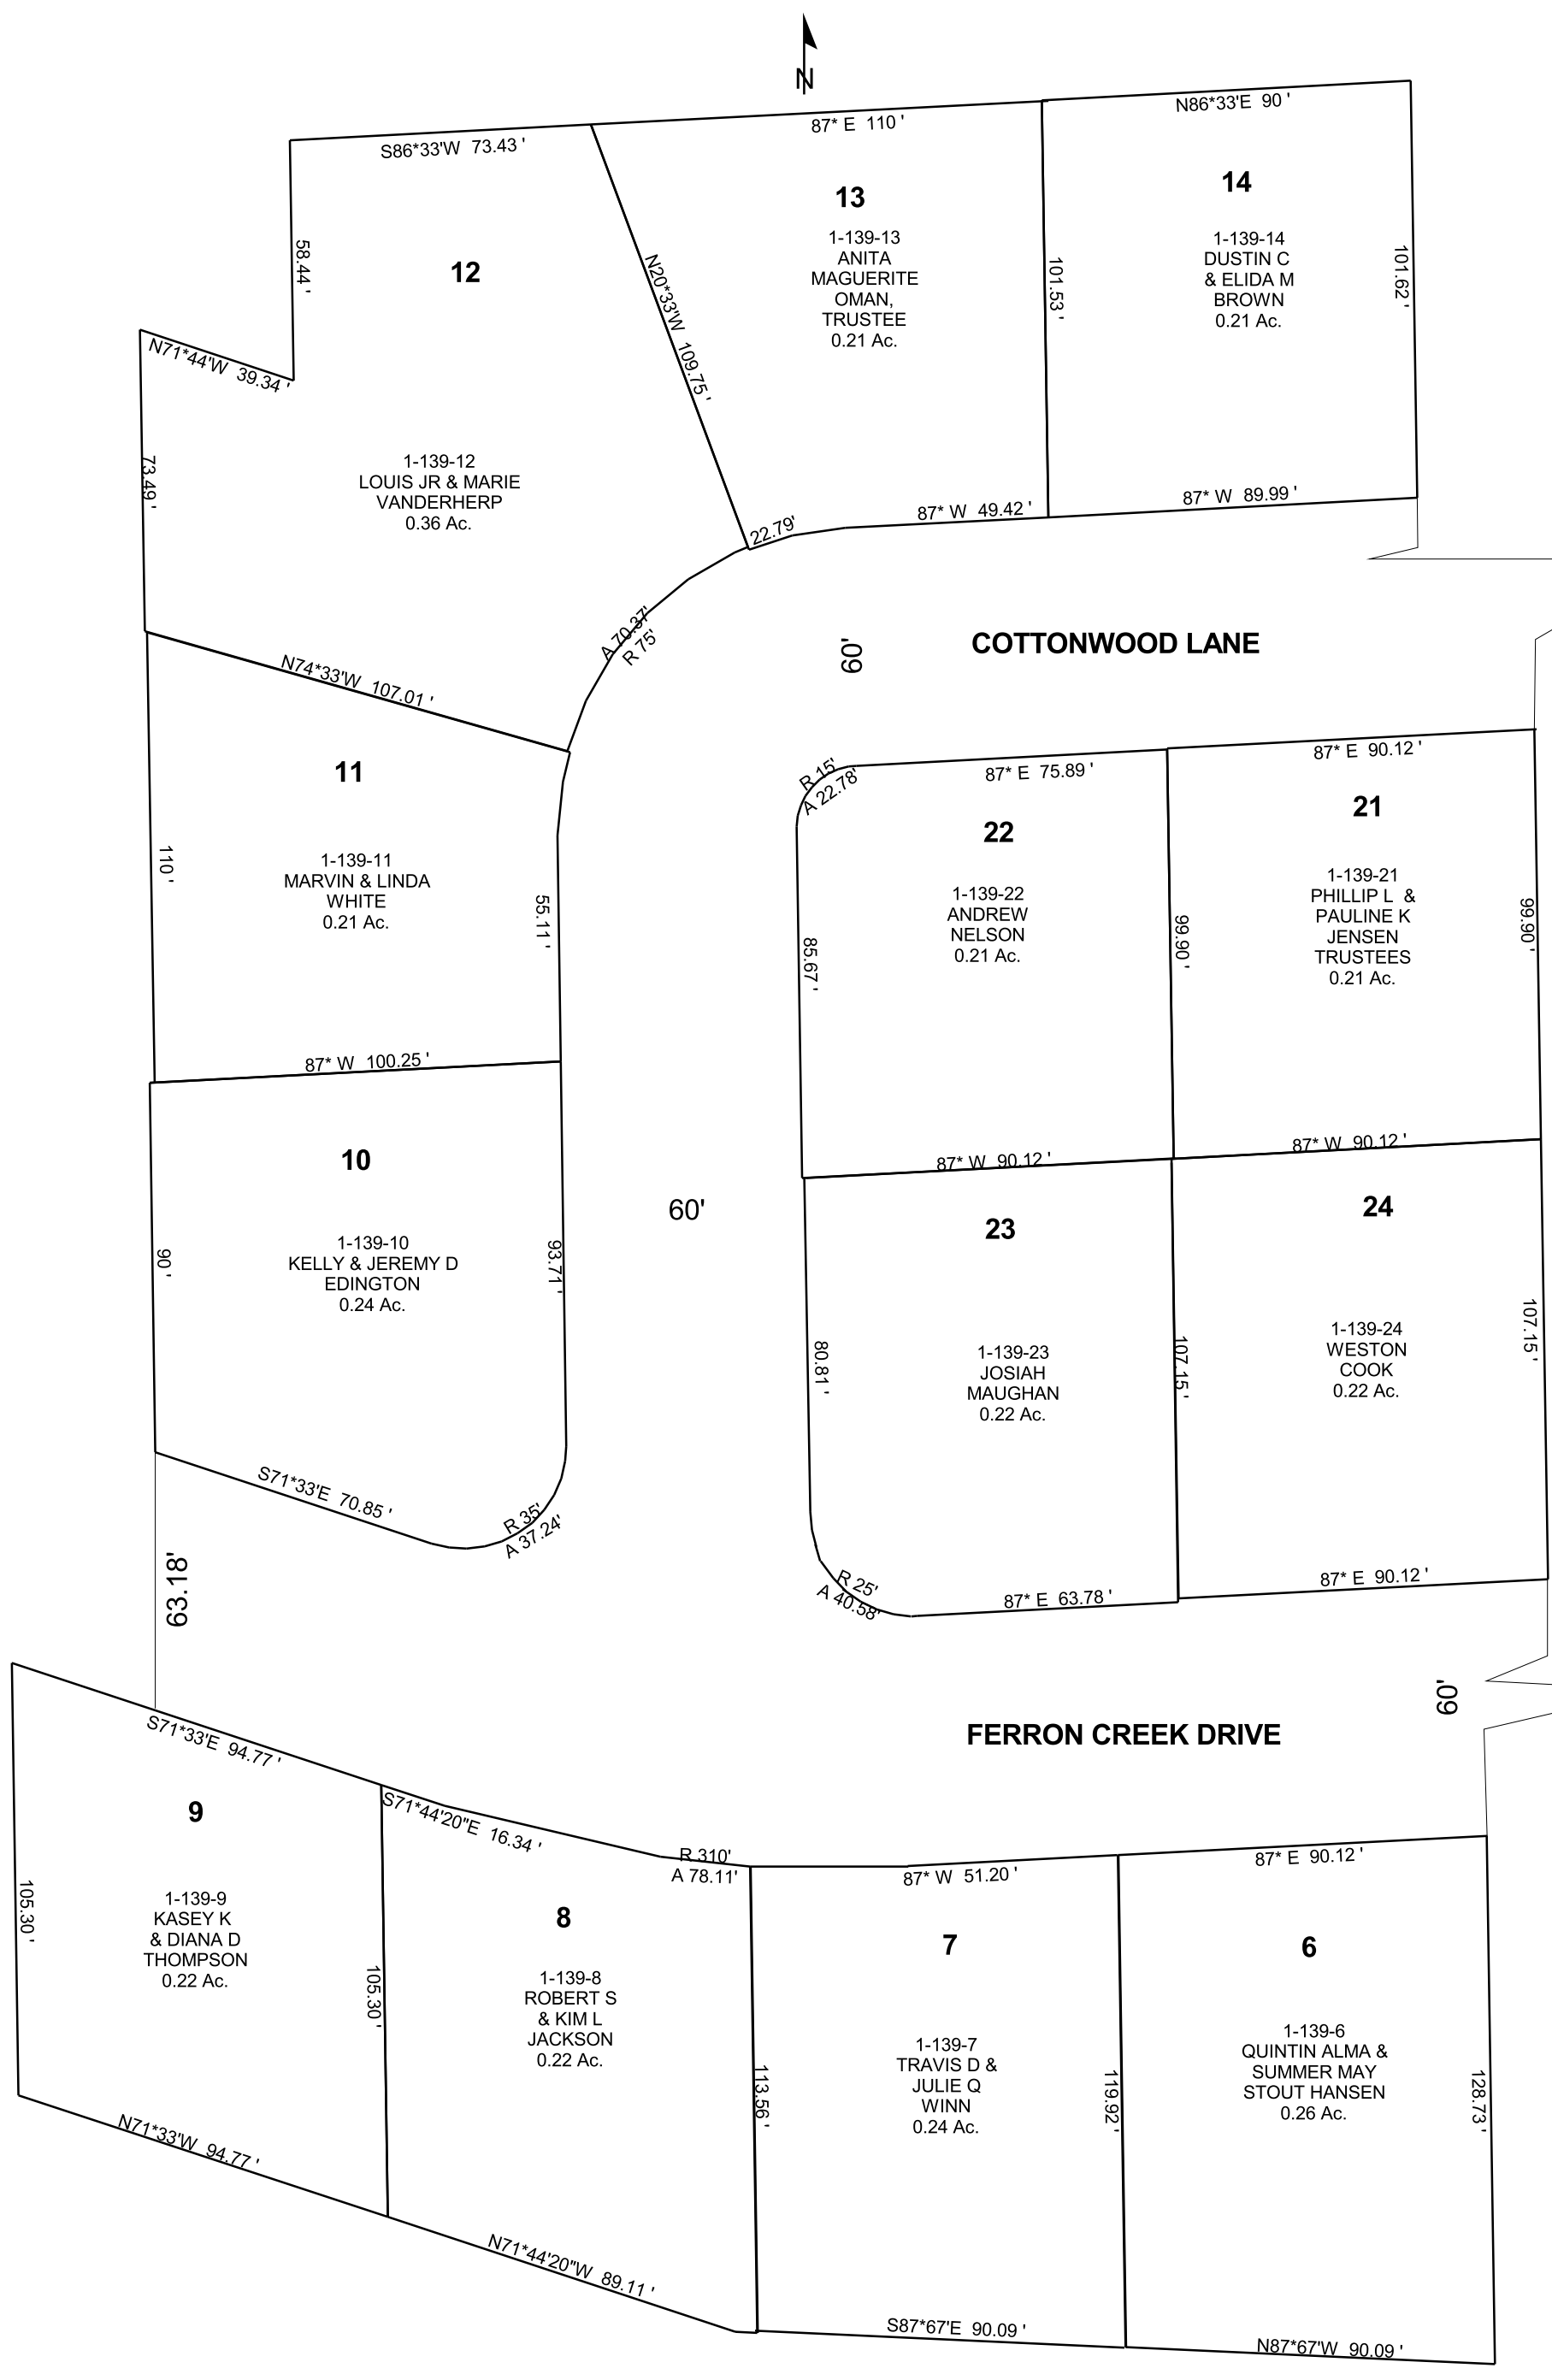 N
S86*33'W 73.43 '
87* E 110 '
N86*33'E 90 '
58.44 '
12
N71*44'W 39.34 '
73.49 '
1-139-12
LOUIS JR & MARIE
VANDERHERP
0.36 Ac.
N20*33'W 109.75 '
13
1-139-13
ANITA
MAGUERITE
OMAN,
TRUSTEE
0.21 Ac.
101.53 '
14
1-139-14
DUSTIN C
& ELIDA M
BROWN
0.21 Ac.
101.62 '
22.79'
87* W 49.42 '
87* W 89.99 '
A 70.37'
R 75'
60'
COTTONWOOD LANE
N74*33'W 107.01 '
11
110 '
1-139-11
MARVIN & LINDA
WHITE
0.21 Ac.
55.11 '
87* W 100.25 '
R 15'
A 22.78'
87* E 75.89 '
87* E 90.12 '
22
1-139-22
ANDREW
NELSON
0.21 Ac.
85.67 '
99.90 '
21
1-139-21
PHILLIP L &
PAULINE K
JENSEN
TRUSTEES
0.21 Ac.
99.90 '
87* W 90.12 '
87* W 90.12 '
10
90 '
1-139-10
KELLY & JEREMY D
EDINGTON
0.24 Ac.
93.71 '
60'
23
1-139-23
JOSIAH
MAUGHAN
0.22 Ac.
80.81 '
107.15 '
24
1-139-24
WESTON
COOK
0.22 Ac.
107.15 '
S71*33'E 70.85 '
R 35'
A 37.24'
R 25'
A 40.58'
87* E 63.78 '
87* E 90.12 '
63.18'
60'
FERRON CREEK DRIVE
S71*33'E 94.77 '
9
105.30 '
1-139-9
KASEY K
& DIANA D
THOMPSON
0.22 Ac.
105.30 '
N71*33'W 94.77 '
S71*44'20"E 16.34 '
R 310'
A 78.11'
8
1-139-8
ROBERT S
& KIM L
JACKSON
0.22 Ac.
113.56 '
N71*44'20"W 89.11 '
87* W 51.20 '
7
1-139-7
TRAVIS D &
JULIE Q
WINN
0.24 Ac.
119.92 '
S87*67'E 90.09 '
87* E 90.12 '
6
1-139-6
QUINTIN ALMA &
SUMMER MAY
STOUT HANSEN
0.26 Ac.
128.73 '
N87*67'W 90.09 '